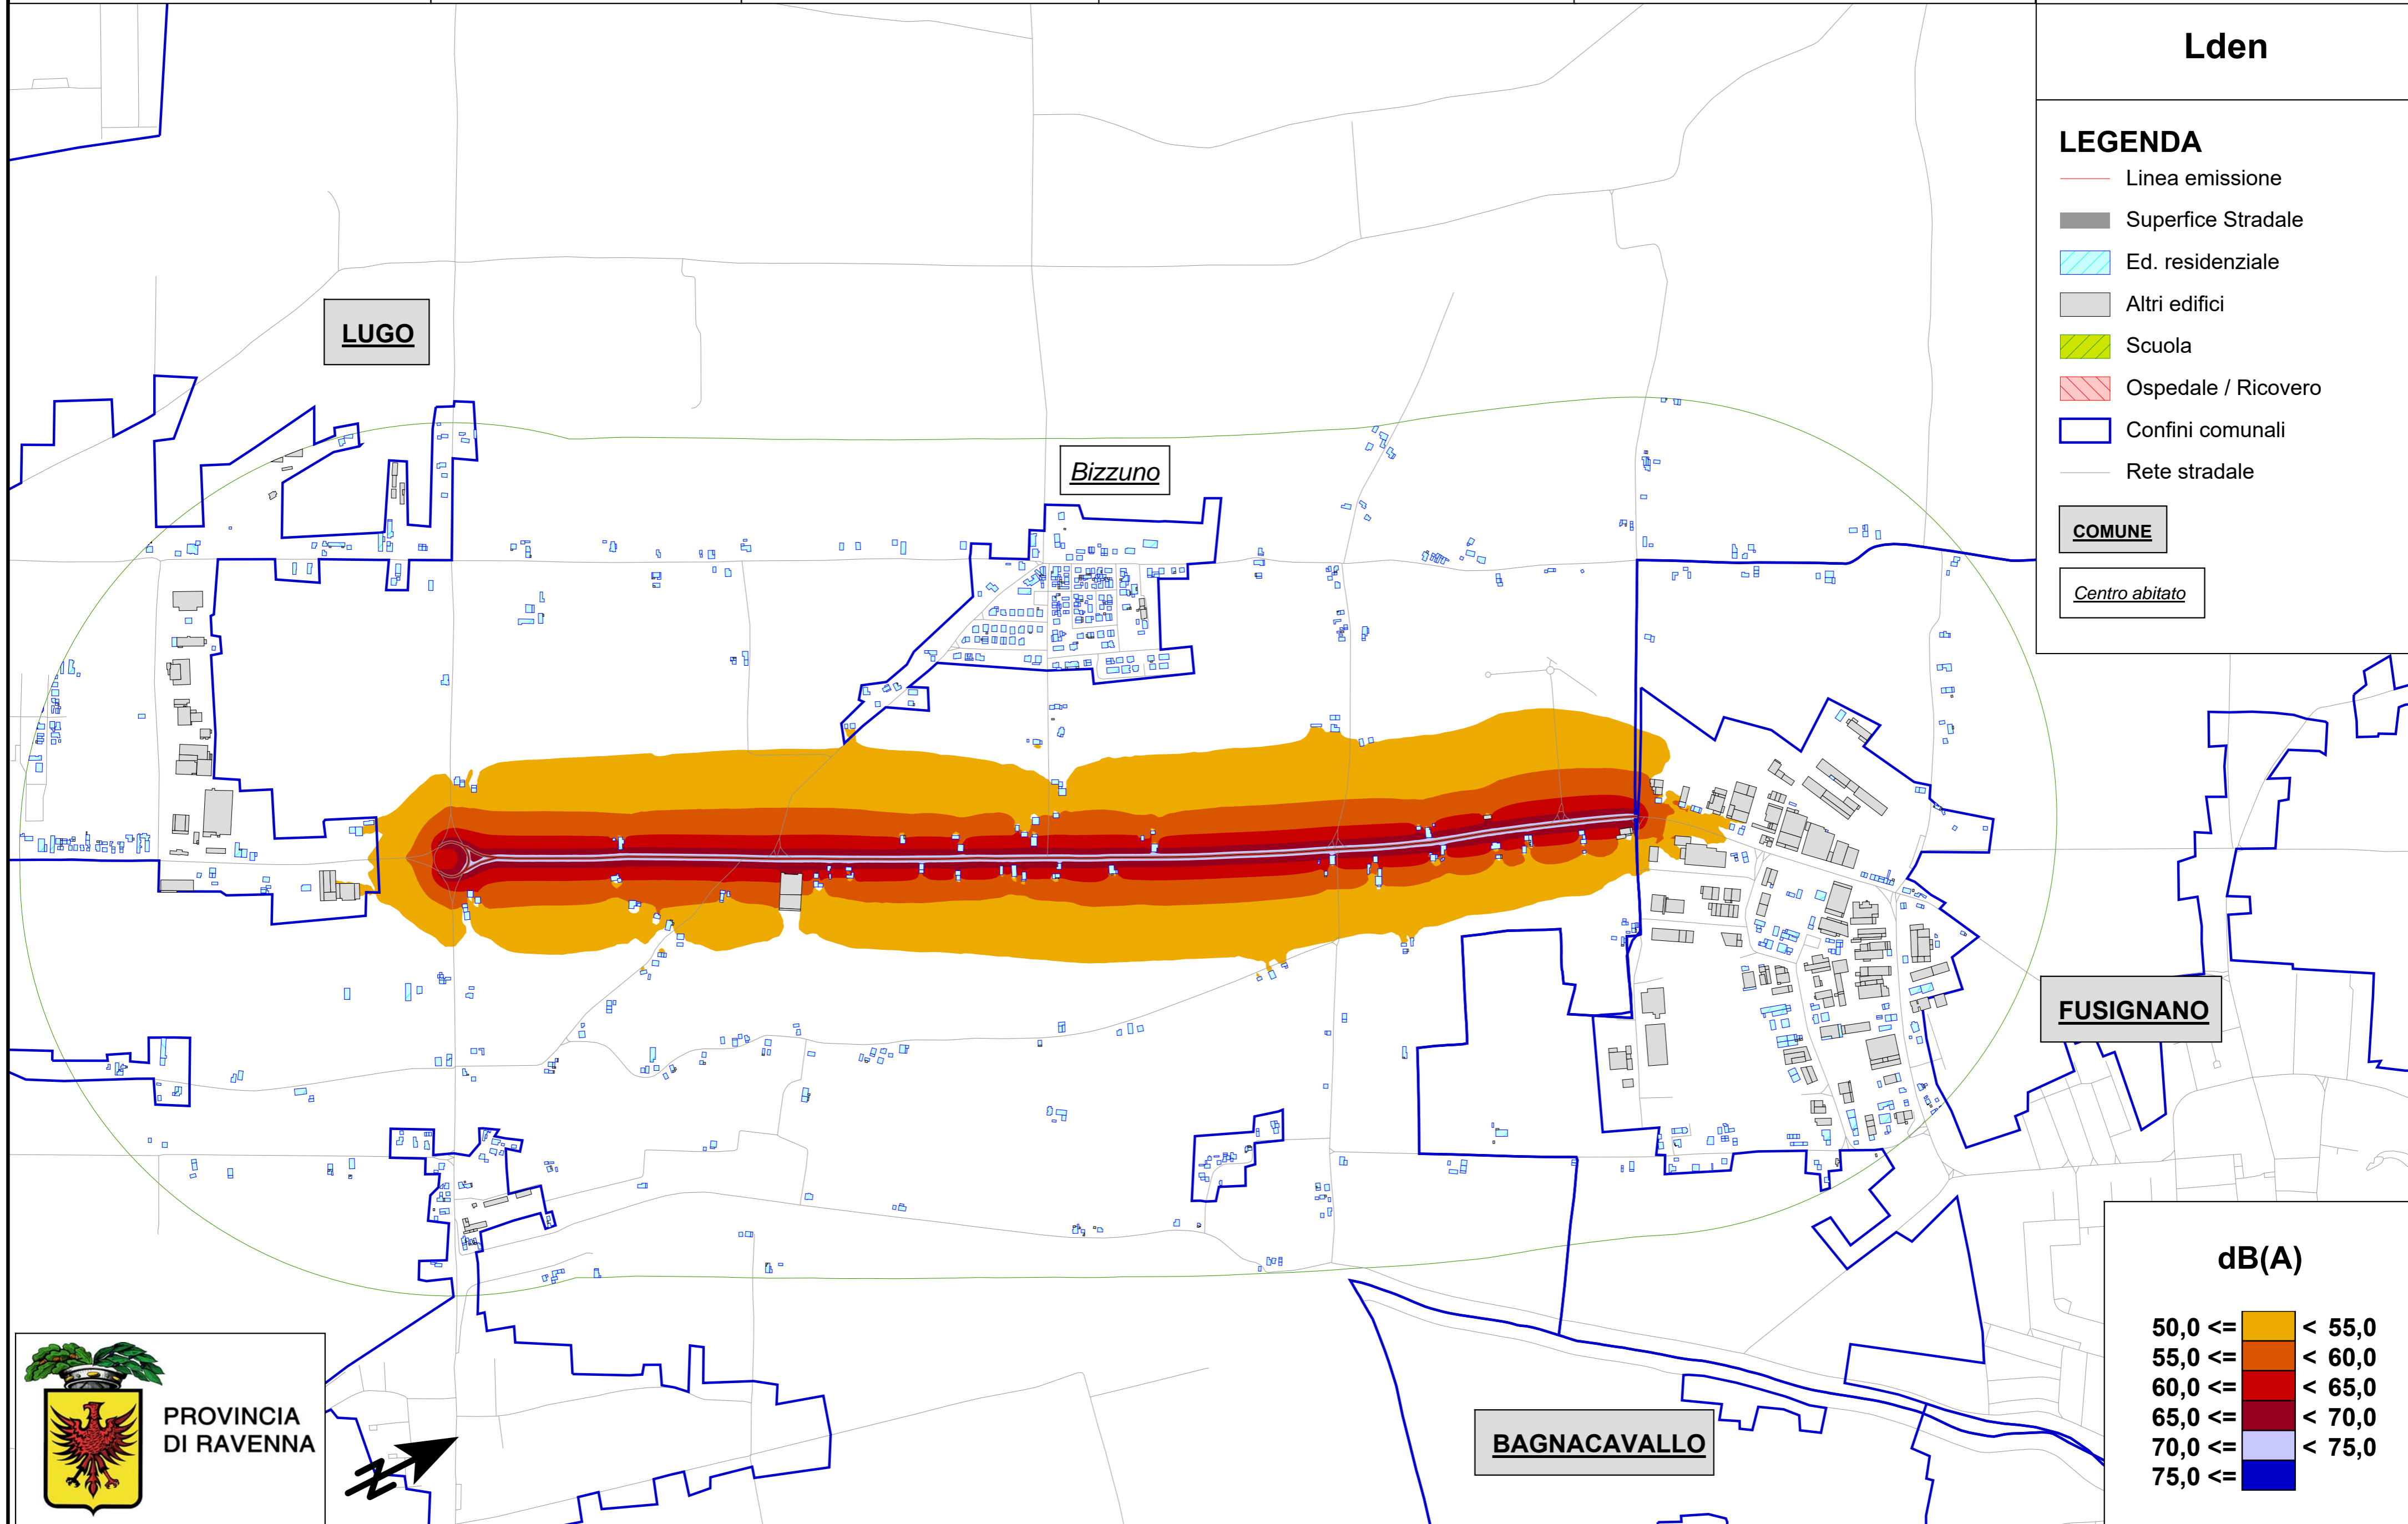 Lden
LEGENDA
Linea emissione
Superfice Stradale
Ed. residenziale
Altri edifici
Scuola
Ospedale / Ricovero
Confini comunali
Rete stradale
COMUNE
Centro abitato
LUGO
Bizzuno
FUSIGNANO
BAGNACAVALLO
PROVINCIA
DI RAVENNA
N
dB(A)
50,0 <= < 55,0
55,0 <= < 60,0
60,0 <= < 65,0
65,0 <= < 70,0
70,0 <= < 75,0
75,0 <=